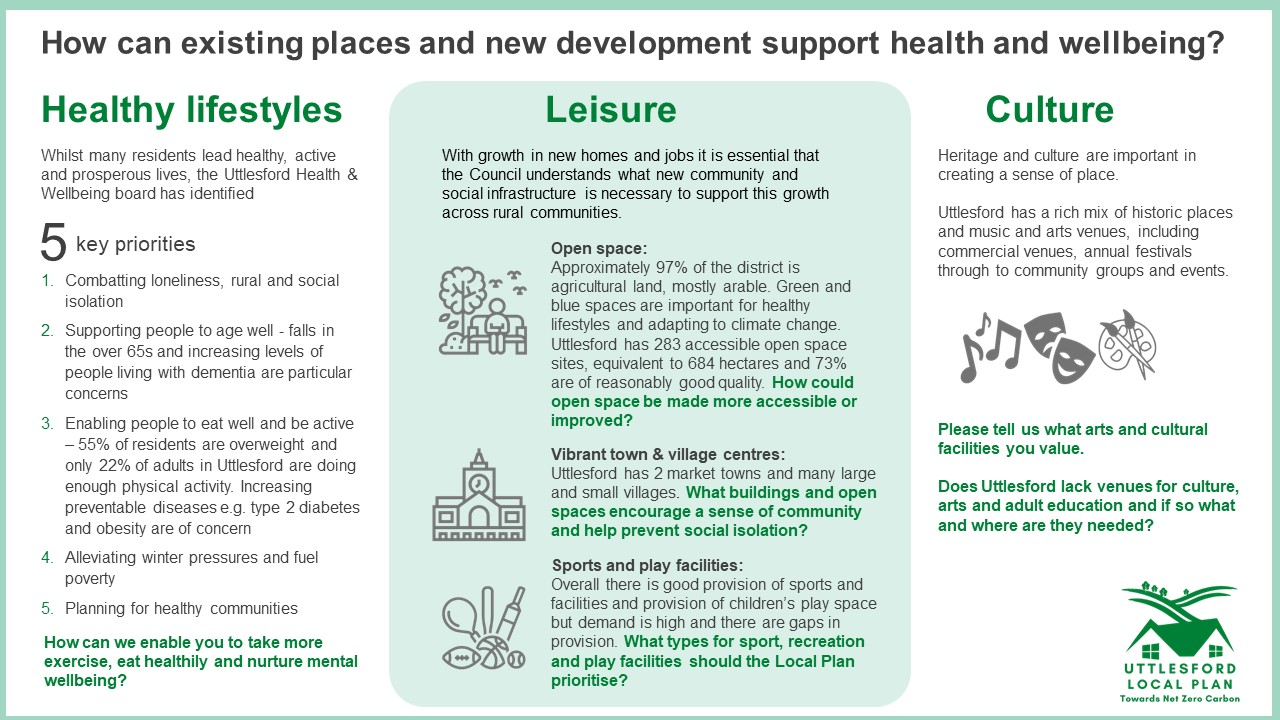 How can existing places and new development support health and wellbeing?
Healthy lifestyles
Whilst many residents lead healthy, active
and prosperous lives, the Uttlesford Health &
Wellbeing board has identified
5 key priorities
1. Combatting loneliness, rural and social
isolation
2. Supporting people to age well - falls in
the over 65s and increasing levels of
people living with dementia are particular
concerns
3. Enabling people to eat well and be active
– 55% of residents are overweight and
only 22% of adults in Uttlesford are doing
enough physical activity. Increasing
preventable diseases e.g. type 2 diabetes
and obesity are of concern
4. Alleviating winter pressures and fuel
poverty
5. Planning for healthy communities
How can we enable you to take more
exercise, eat healthily and nurture mental
wellbeing?
Leisure
With growth in new homes and jobs it is essential that
the Council understands what new community and
social infrastructure is necessary to support this growth
across rural communities.
Open space:
Approximately 97% of the district is
agricultural land, mostly arable. Green and
blue spaces are important for healthy
lifestyles and adapting to climate change.
Uttlesford has 283 accessible open space
sites, equivalent to 684 hectares and 73%
are of reasonably good quality. How could
open space be made more accessible or
improved?
Vibrant town & village centres:
Uttlesford has 2 market towns and many large
and small villages. What buildings and open
spaces encourage a sense of community
and help prevent social isolation?
Sports and play facilities:
Overall there is good provision of sports and
facilities and provision of children's play space
but demand is high and there are gaps in
provision. What types for sport, recreation
and play facilities should the Local Plan
prioritise?
Culture
Heritage and culture are important in
creating a sense of place.
Uttlesford has a rich mix of historic places
and music and arts venues, including
commercial venues, annual festivals
through to community groups and events.
Please tell us what arts and cultural
facilities you value.
Does Uttlesford lack venues for culture,
arts and adult education and if so what
and where are they needed?
UTTLESFORD
LOCAL PLAN
Towards Net Zero Carbon